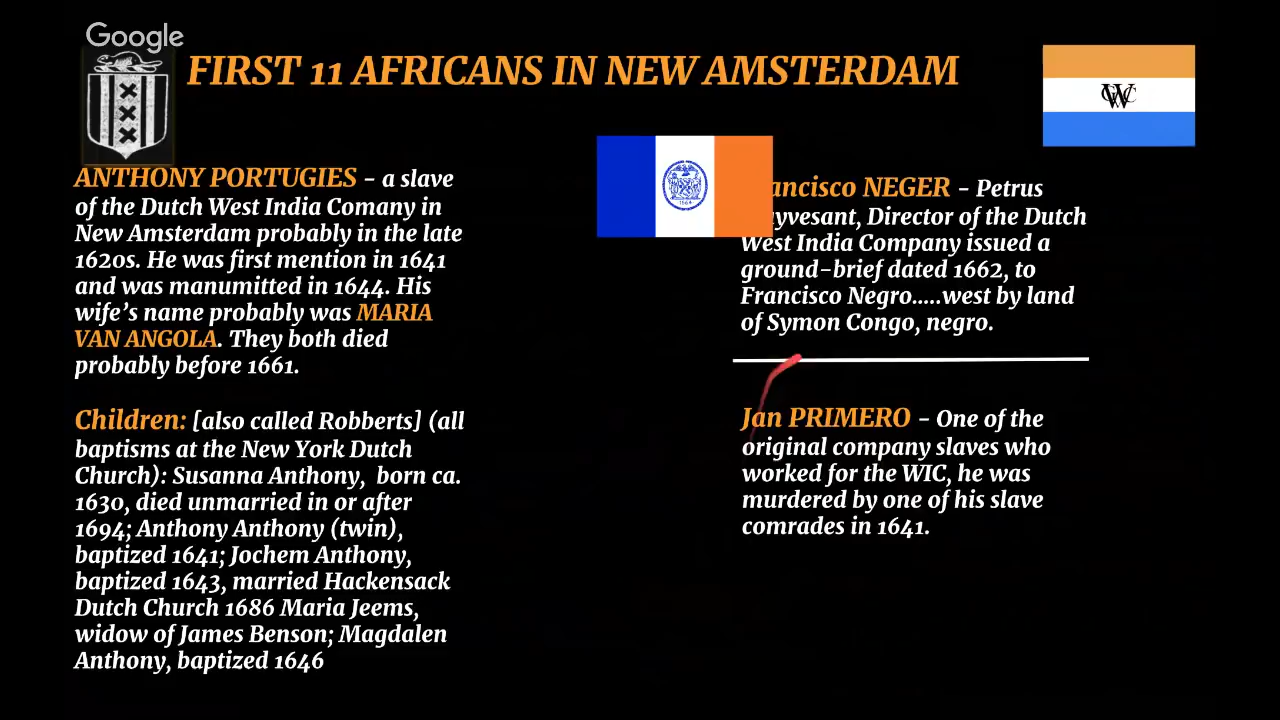 Google
FIRST 11 AFRICANS IN NEW AMSTERDAM
ANTHONY PORTUGIES - a slave
of the Dutch West India Comany in
New Amsterdam probably in the late
1620s. He was first mention in 1641
and was manumitted in 1644. His
wife's name probably was MARIA
VAN ANGOLA. They both died
probably before 1661.
Children: [also called Robberts] (all
baptisms at the New York Dutch
Church): Susanna Anthony, born ca.
1630, died unmarried in or after
1694; Anthony Anthony (twin),
baptized 1641; Jochem Anthony,
baptized 1643, married Hackensack
Dutch Church 1686 Maria Jeems,
widow of James Benson; Magdalen
Anthony, baptized 1646
ancisco NEGER - Petrus
yvesant, Director of the Dutch
West India Company issued a
ground-brief dated 1662, to
Francisco Negro.....west by land
of Symon Congo, negro.
Jan PRIMERO - One of the
original company slaves who
worked for the WIC, he was
murdered by one of his slave
comrades in 1641.